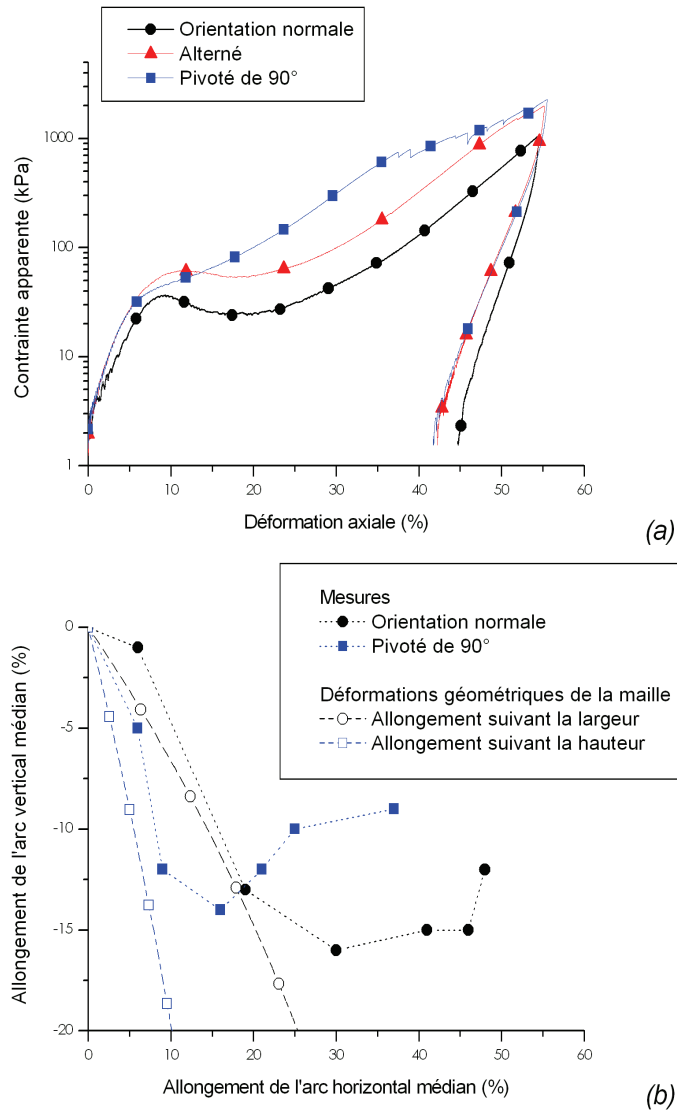 Orientation normale
Alterné
Pivoté de 90°
Contrainte apparente (kPa)
1000
100
10
1
0 10 20 30 40 50 60
Déformation axiale (%)
(a)
Mesures
Orientation normale
Pivoté de 90°
Déformations géométriques de la maille
Allongement suivant la largeur
Allongement suivant la hauteur
Allongement de l'arc vertical médian (%)
0
-5
-10
-15
-20
0 10 20 30 40 50 60
Allongement de l'arc horizontal médian (%)
(b)